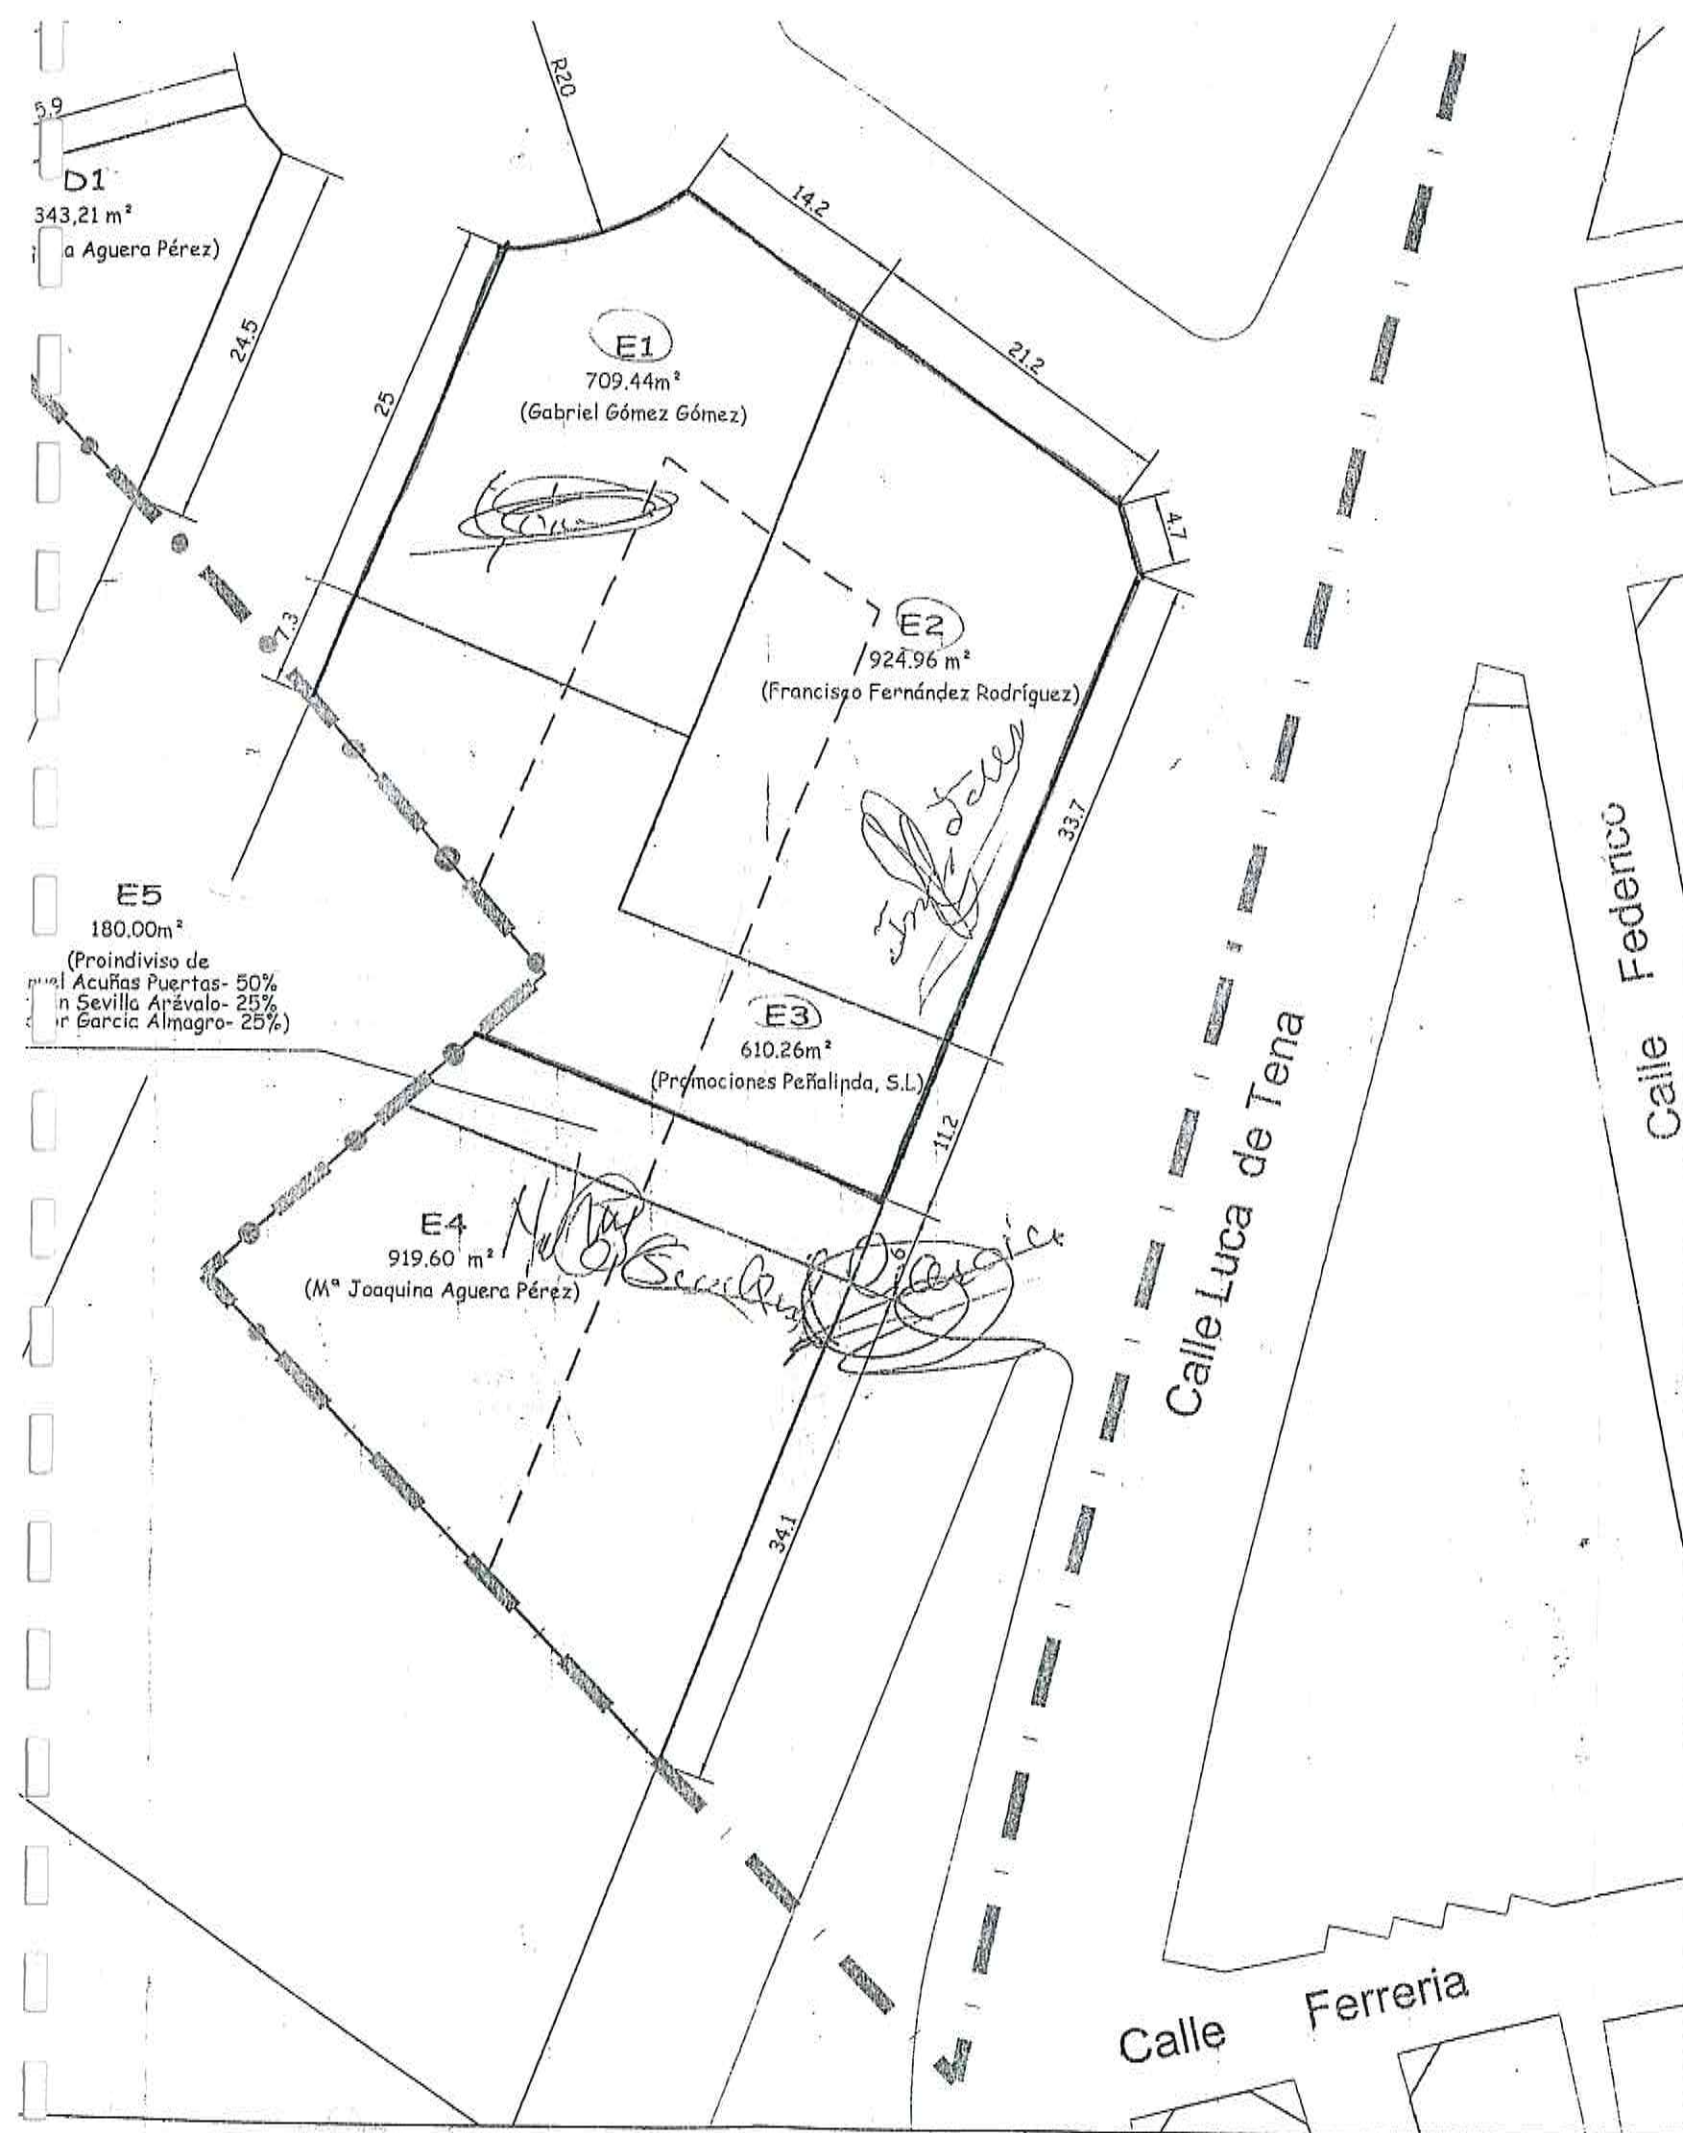 R20
5.9
D1
343,21 m²
a Aguera Pérez)
24.5
14.2
21.2
25
E1
709.44m²
(Gabriel Gómez Gómez)
4.7
7.3
E2
924.96 m²
(Francisco Fernández Rodríguez)
33.7
E5
180,00m²
(Proindiviso de
Acuñas Puertas- 50%
Sevilla Arévalo- 25%
García Almagro- 25%)
E3
610.26m²
(Promociones Peñalinda, S.L)
11.2
E4
919.60 m²
(Mª Joaquina Aguera Pérez)
6
34.1
Calle Luca de Tena
Calle Federico
Calle Ferreria